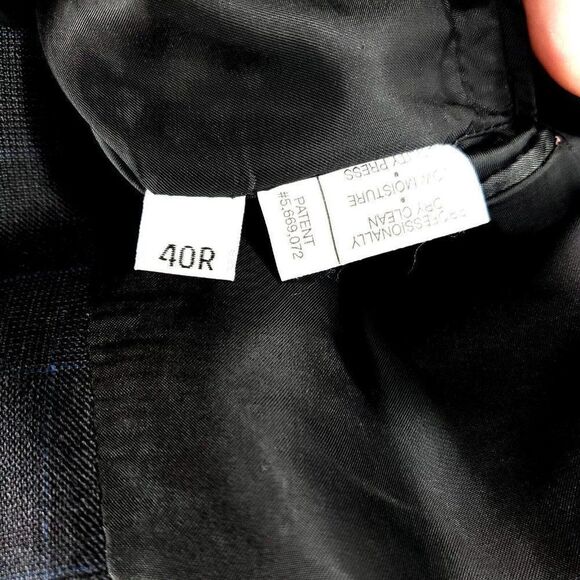 40R
PATENT
#5,669,072
PROFESSIONALLY
DRY CLEAN
•
LOW MOISTURE
•
PRESS